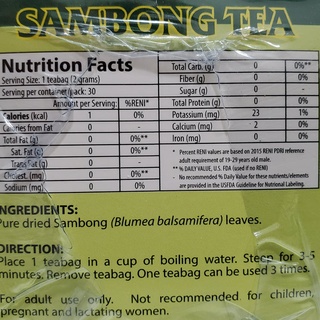 SAMBONG TEA
Nutrition Facts
Serving Size: 1 teabag (2 grams)
Serving per container/pack: 30
Amount per Serving: %RENI*
Calories (kcal) 1 0%
Calories from Fat 0 0%
Total Fat (g) 0 0%**
Sat. Fat (g) 0 0%**
Trans Fat (g) 0
Cholest. (mg) 0 0%**
Sodium (mg) 0 0%
Total Carb. (g) 0 0%**
Fiber (g) 0 0%
Sugar (g) 0 -
Total Protein (g) 0 0%
Potassium (mg) 23 1%
Calcium (mg) 2 0%
Iron (mg) 0 0%
* Percent RENI values are based on 2015 RENI PDRI reference
adult requirement of 19-29 years old male.
** % DAILY VALUE, U.S. FDA (if used)
- No recommended % Daily Value for these nutrients/elements
are provided in the USFDA Guideline for Nutritional Labeling.
INGREDIENTS:
Pure dried Sambong (Blumea balsamifera) leaves.
DIRECTION:
Place 1 teabag in a cup of boiling water. Steep for 3-5
minutes. Remove teabag. One teabag can be used 3 times.
For adult use only. Not recommended for children,
pregnant and lactating women.